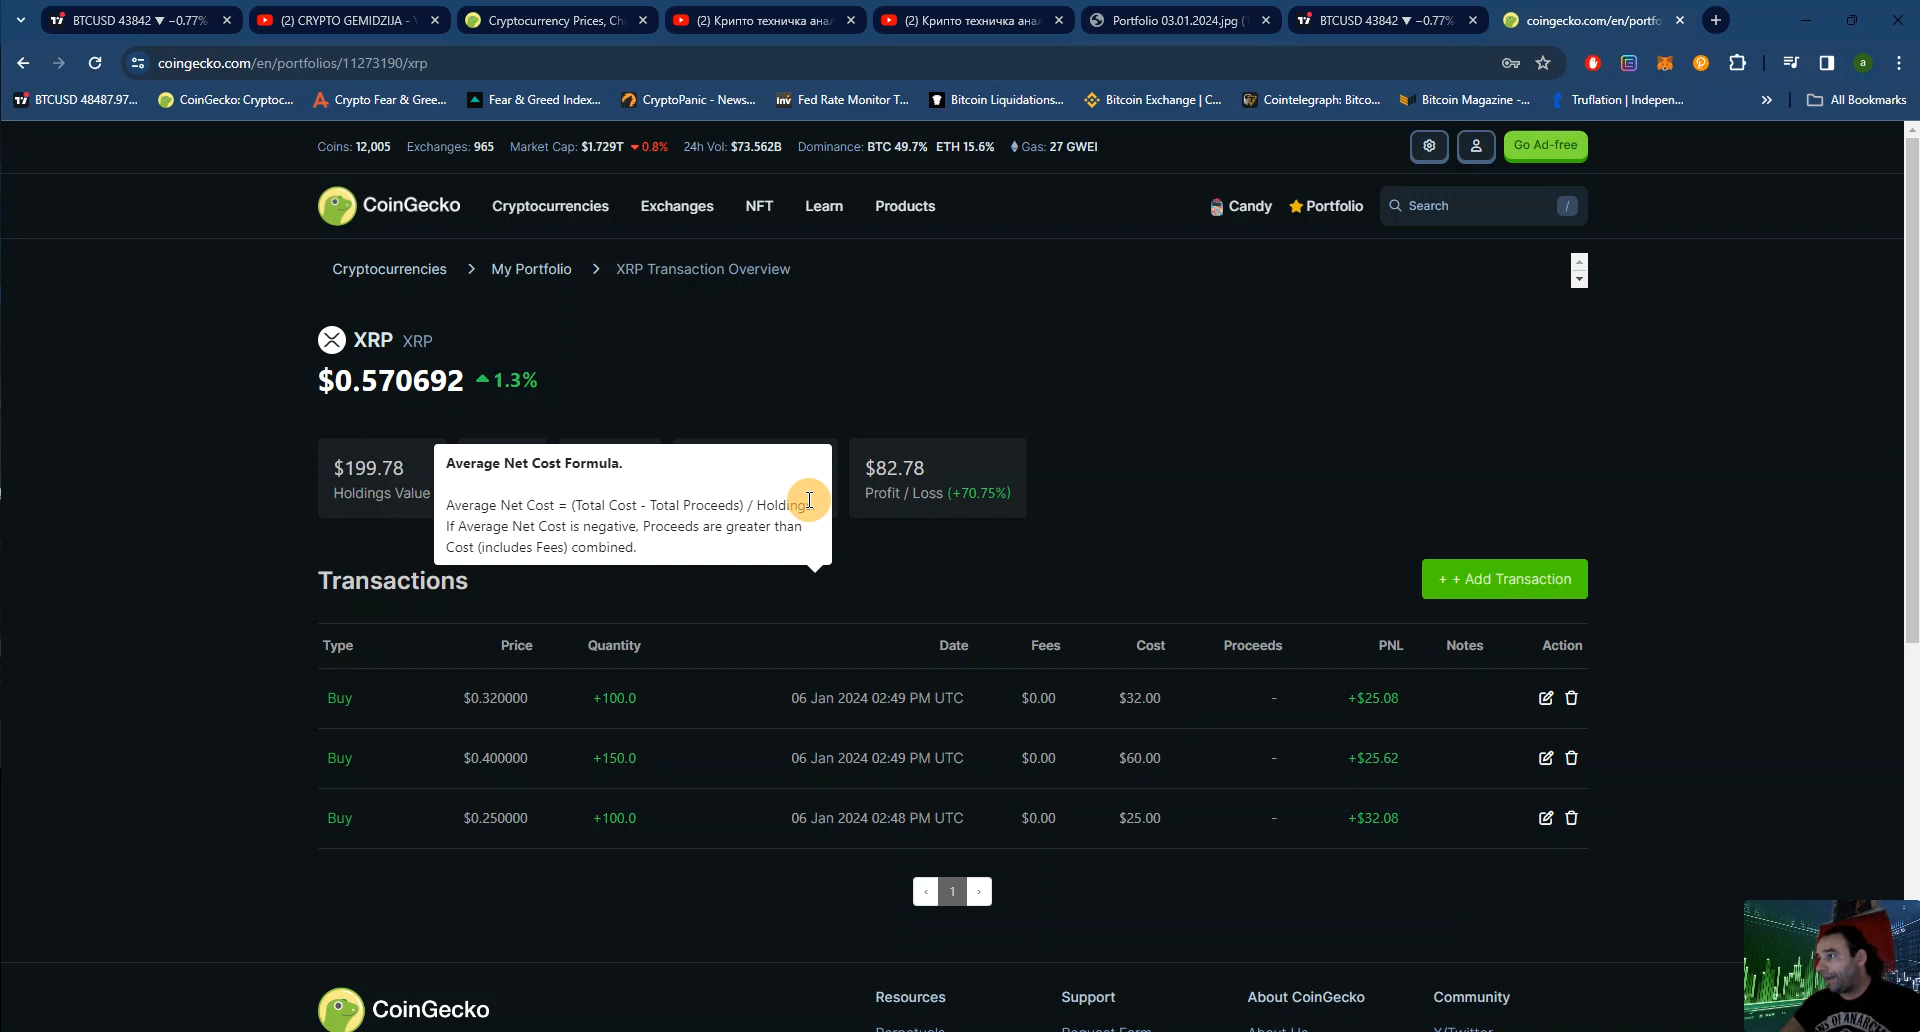 BTCUSD 43842 ▼ −0.77%
(2) CRYPTO GEMIDZIJA - Y
Cryptocurrency Prices, Ch
(2) Крипто техничка ана
(2) Крипто техничка ана
Portfolio 03.01.2024.jpg (
BTCUSD 43842 ▼ −0.77%
coingecko.com/en/portfo
coingecko.com/en/portfolios/11273190/xrp
a
BTCUSD 48487.97...
CoinGecko: Cryptoc...
Crypto Fear & Gree...
Fear & Greed Index...
CryptoPanic - News...
Inv
Fed Rate Monitor T...
Bitcoin Liquidations...
Bitcoin Exchange | C...
Cointelegraph: Bitco...
Bitcoin Magazine -...
Truflation | Indepen...
»
All Bookmarks
Coins: 12,005 Exchanges: 965 Market Cap: $1.729T ▼0.8% 24h Vol: $73.562B Dominance: BTC 49.7% ETH 15.6% Gas: 27 GWEI
Go Ad-free
CoinGecko
Cryptocurrencies
Exchanges
NFT
Learn
Products
Candy
Portfolio
Search
/
Cryptocurrencies > My Portfolio > XRP Transaction Overview
XRP XRP
$0.570692 ▲1.3%
$199.78
Holdings Value
Average Net Cost Formula.
Average Net Cost = (Total Cost - Total Proceeds) / Holdings
If Average Net Cost is negative, Proceeds are greater than
Cost (includes Fees) combined.
$82.78
Profit / Loss (+70.75%)
Transactions
+ + Add Transaction
Type Price Quantity Date Fees Cost Proceeds PNL Notes Action
Buy $0.320000 +100.0 06 Jan 2024 02:49 PM UTC $0.00 $32.00 - +$25.08
Buy $0.400000 +150.0 06 Jan 2024 02:49 PM UTC $0.00 $60.00 - +$25.62
Buy $0.250000 +100.0 06 Jan 2024 02:48 PM UTC $0.00 $25.00 - +$32.08
‹ 1 ›
CoinGecko
Resources
Support
About CoinGecko
Community
Perpetuals
Request Form
About Us
X/Twitter